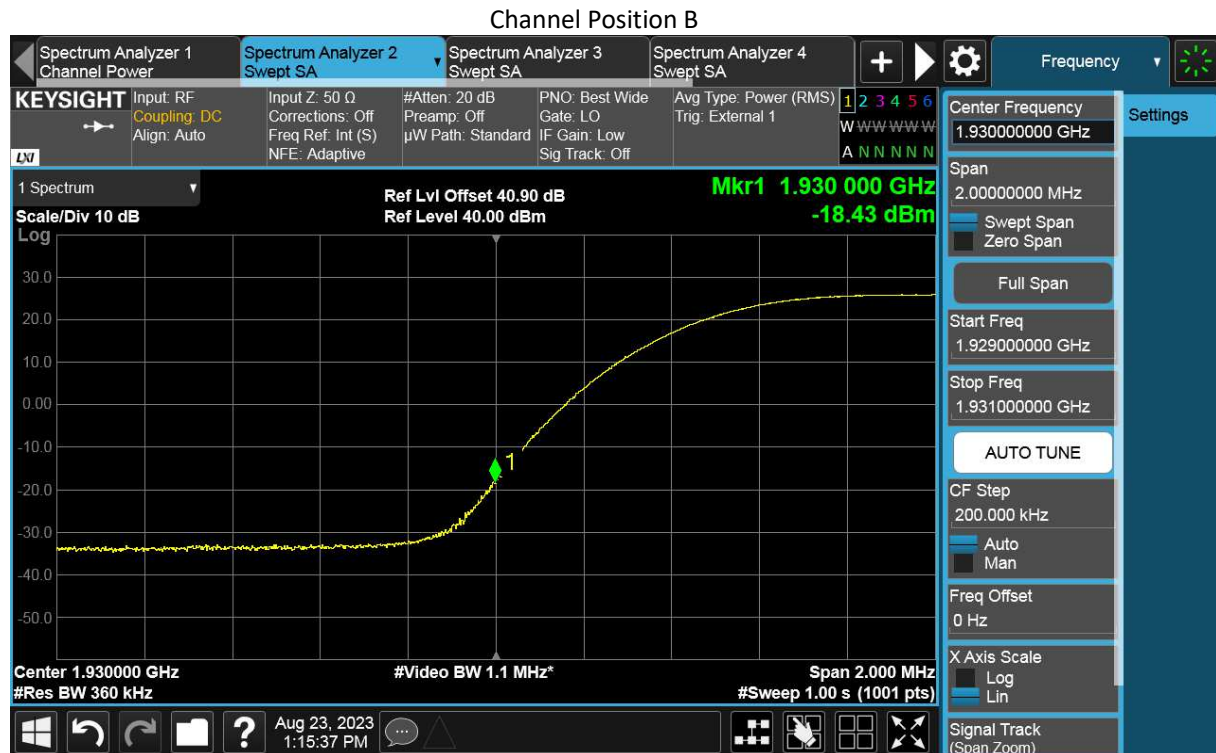 Channel Position B
Spectrum Analyzer 1
Channel Power
Spectrum Analyzer 2
Swept SA
Spectrum Analyzer 3
Swept SA
Spectrum Analyzer 4
Swept SA
+
Frequency
KEYSIGHT
LXI
Input: RF
Coupling: DC
Align: Auto
Input Z: 50 Ω
Corrections: Off
Freq Ref: Int (S)
NFE: Adaptive
#Atten: 20 dB
Preamp: Off
µW Path: Standard
PNO: Best Wide
Gate: LO
IF Gain: Low
Sig Track: Off
Avg Type: Power (RMS)
Trig: External 1
1 2 3 4 5 6
W W W W W W
A N N N N N
1 Spectrum
Scale/Div 10 dB
Log
Ref Lvl Offset 40.90 dB
Ref Level 40.00 dBm
Mkr1 1.930 000 GHz
-18.43 dBm
30.0
20.0
10.0
0.00
-10.0
-20.0
-30.0
-40.0
-50.0
1
Center 1.930000 GHz
#Res BW 360 kHz
#Video BW 1.1 MHz*
Span 2.000 MHz
#Sweep 1.00 s (1001 pts)
?
Aug 23, 2023
1:15:37 PM
Center Frequency
1.930000000 GHz
Span
2.00000000 MHz
Swept Span
Zero Span
Full Span
Start Freq
1.929000000 GHz
Stop Freq
1.931000000 GHz
AUTO TUNE
CF Step
200.000 kHz
Auto
Man
Freq Offset
0 Hz
X Axis Scale
Log
Lin
Signal Track
(Span Zoom)
Settings